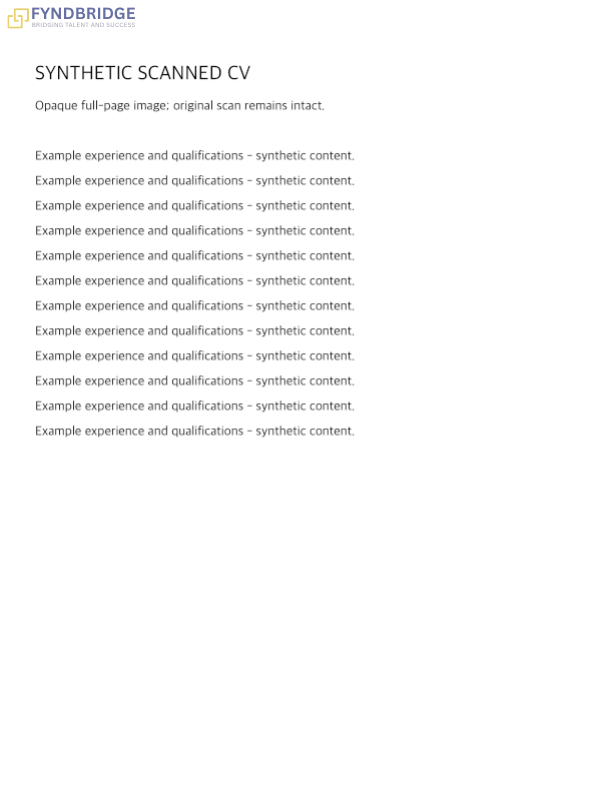 FYNDBRIDGE
BRIDGING TALENT AND SUCCESS
SYNTHETIC SCANNED CV
Opaque full-page image; original scan remains intact.
Example experience and qualifications - synthetic content.
Example experience and qualifications - synthetic content.
Example experience and qualifications - synthetic content.
Example experience and qualifications - synthetic content.
Example experience and qualifications - synthetic content.
Example experience and qualifications - synthetic content.
Example experience and qualifications - synthetic content.
Example experience and qualifications - synthetic content.
Example experience and qualifications - synthetic content.
Example experience and qualifications - synthetic content.
Example experience and qualifications - synthetic content.
Example experience and qualifications - synthetic content.